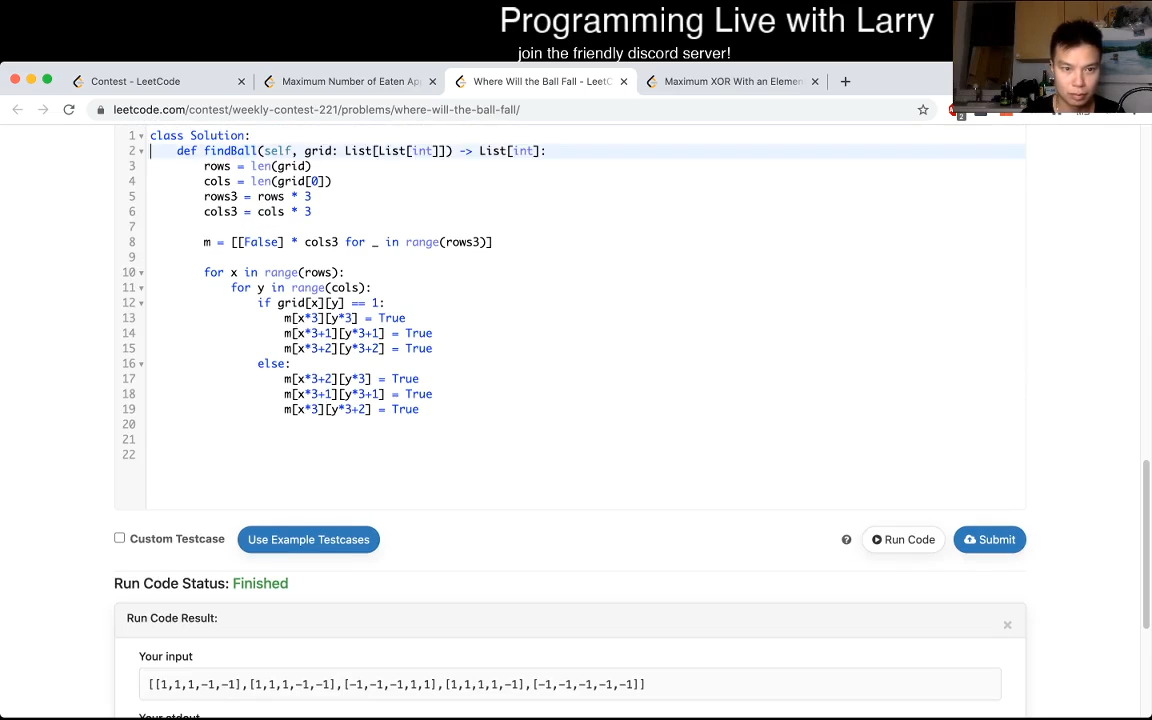 Programming Live with Larry
join the friendly discord server!
Contest - LeetCode
Maximum Number of Eaten Ap
Where Will the Ball Fall - LeetC
Maximum XOR With an Elemen
leetcode.com/contest/weekly-contest-221/problems/where-will-the-ball-fall/
2
1 class Solution:
2 def findBall(self, grid: List[List[int]]) -> List[int]:
3 rows = len(grid)
4 cols = len(grid[0])
5 rows3 = rows * 3
6 cols3 = cols * 3
7
8 m = [[False] * cols3 for _ in range(rows3)]
9
10 for x in range(rows):
11 for y in range(cols):
12 if grid[x][y] == 1:
13 m[x*3][y*3] = True
14 m[x*3+1][y*3+1] = True
15 m[x*3+2][y*3+2] = True
16 else:
17 m[x*3+2][y*3] = True
18 m[x*3+1][y*3+1] = True
19 m[x*3][y*3+2] = True
20
21
22
Custom Testcase
Use Example Testcases
Run Code
Submit
Run Code Status: Finished
Run Code Result:
Your input
[[1,1,1,-1,-1],[1,1,1,-1,-1],[-1,-1,-1,1,1],[1,1,1,1,-1],[-1,-1,-1,-1,-1]]
Your stdout